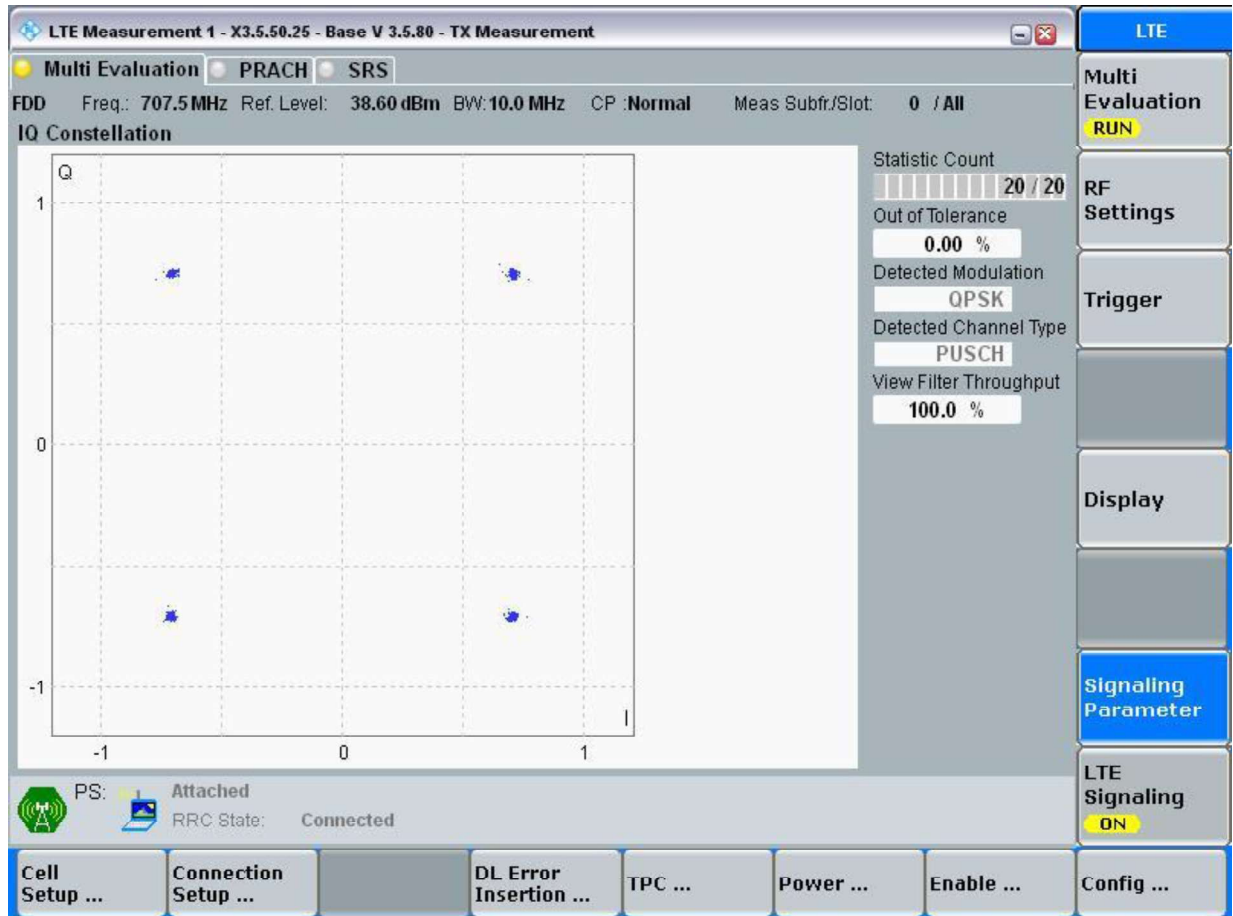 LTE Measurement 1 - X3.5.50.25 - Base V 3.5.80 - TX Measurement
LTE
Multi Evaluation PRACH SRS
FDD Freq.: 707.5 MHz Ref. Level: 38.60 dBm BW: 10.0 MHz CP :Normal Meas Subfr./Slot: 0 / All
IQ Constellation
Q
1
0
-1
I
-1 0 1
Statistic Count
20 / 20
Out of Tolerance
0.00 %
Detected Modulation
QPSK
Detected Channel Type
PUSCH
View Filter Throughput
100.0 %
Multi
Evaluation
RUN
RF
Settings
Trigger
Display
Signaling
Parameter
LTE
Signaling
ON
PS: Attached
RRC State: Connected
Cell
Setup ...
Connection
Setup ...
DL Error
Insertion ...
TPC ...
Power ...
Enable ...
Config ...